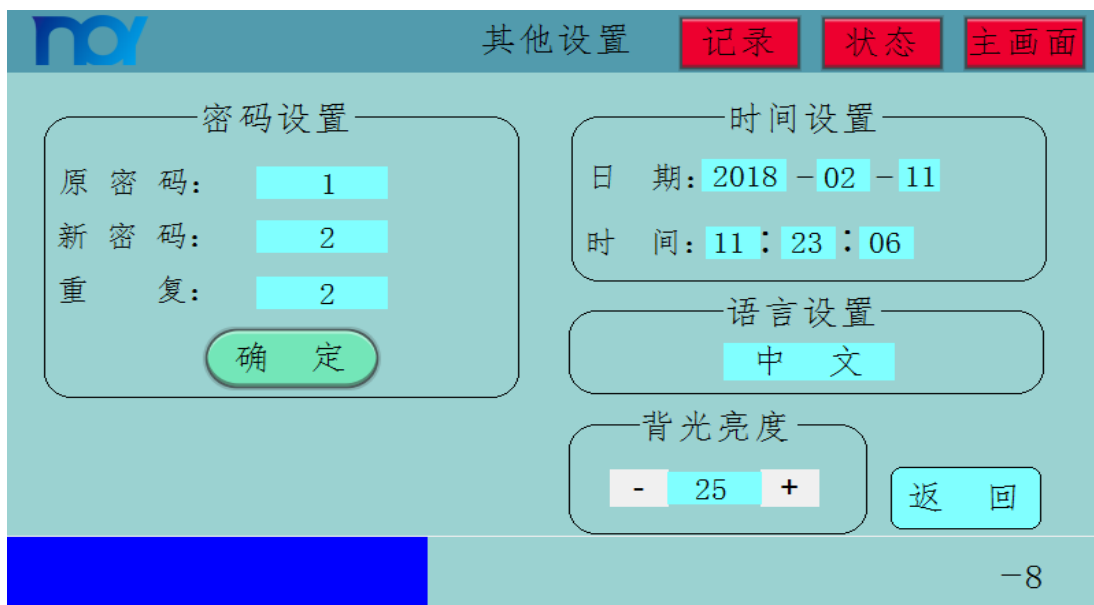 noy 其他设置 记录 状态 主画面
密码设置
原密码: 1
新密码: 2
重复: 2
确定
时间设置
日期: 2018-02-11
时间: 11:23:06
语言设置
中文
背光亮度
- 25 +
返回
-8